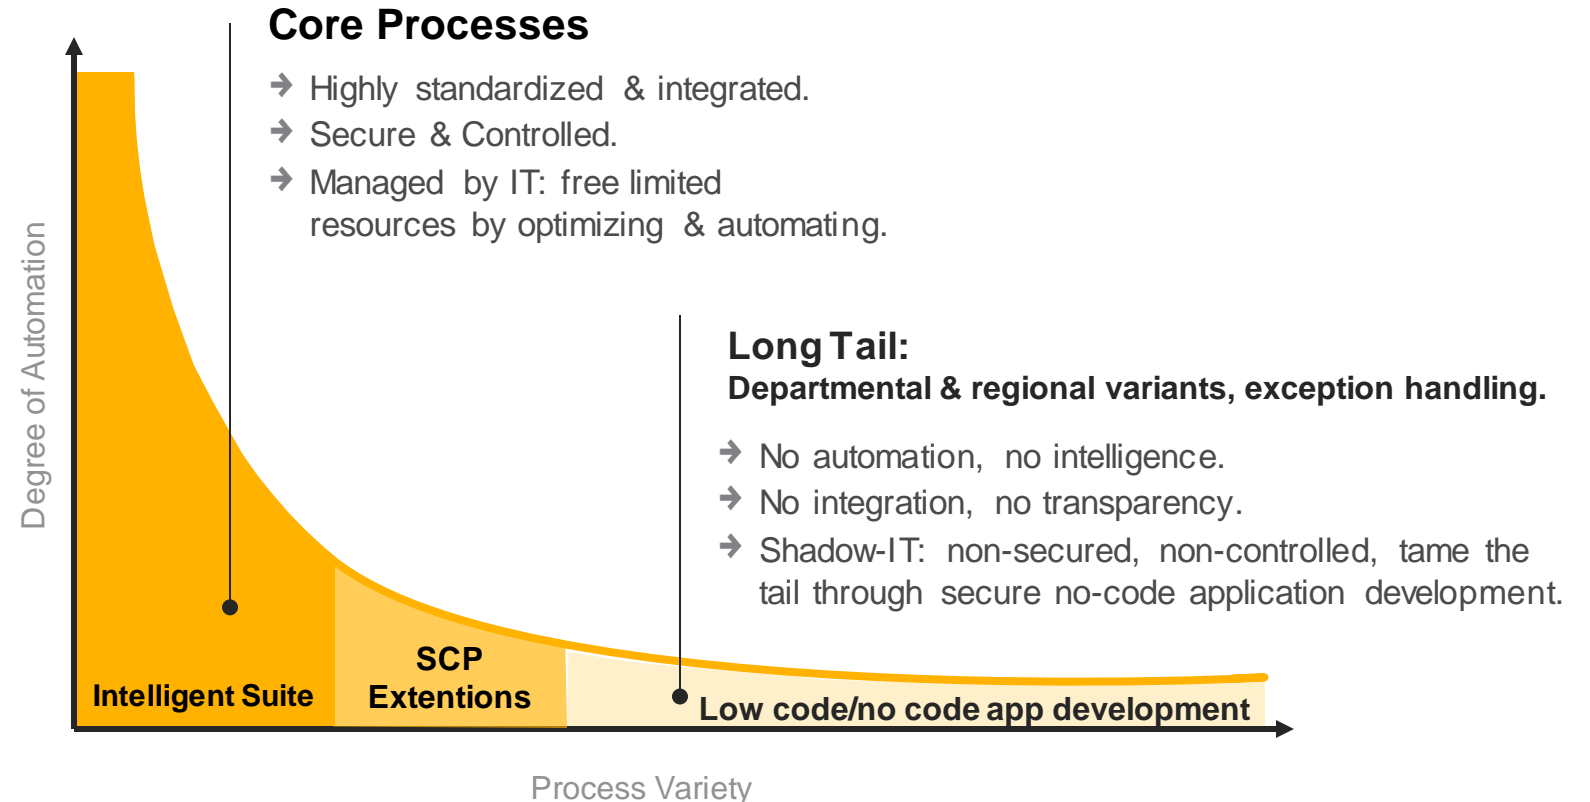 Core Processes
Highly standardized & integrated.
Secure & Controlled.
Managed by IT: free limited
resources by optimizing & automating.
Degree of Automation
Long Tail:
Departmental & regional variants, exception handling.
No automation, no intelligence.
No integration, no transparency.
Shadow-IT: non-secured, non-controlled, tame the
tail through secure no-code application development.
Intelligent Suite
SCP
Extentions
Low code/no code app development
Process Variety